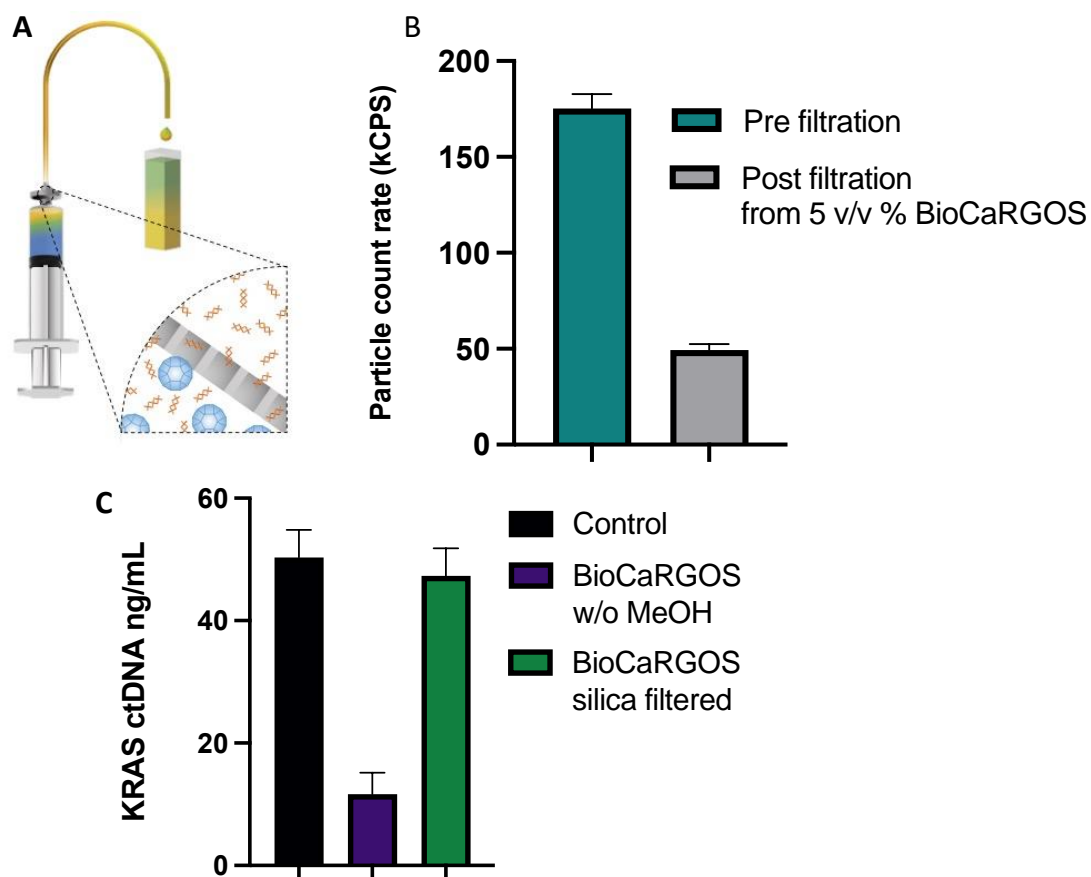 A
B
Particle count rate (kCPS)
200
150
100
50
0
Pre filtration
Post filtration
from 5 v/v % BioCaRGOS
C
KRAS ctDNA ng/mL
60
40
20
0
Control
BioCaRGOS
w/o MeOH
BioCaRGOS
silica filtered